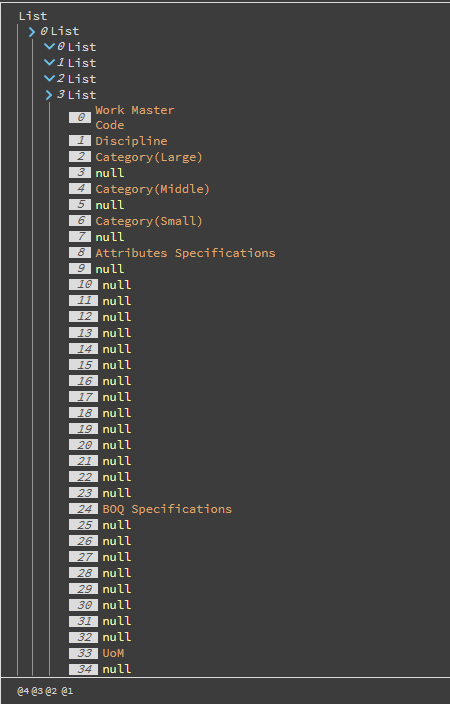 List
0 List
0 List
1 List
2 List
3 List
0 Work Master
Code
1 Discipline
2 Category(Large)
3 null
4 Category(Middle)
5 null
6 Category(Small)
7 null
8 Attributes Specifications
9 null
10 null
11 null
12 null
13 null
14 null
15 null
16 null
17 null
18 null
19 null
20 null
21 null
22 null
23 null
24 BOQ Specifications
25 null
26 null
27 null
28 null
29 null
30 null
31 null
32 null
33 UoM
34 null
@4 @3 @2 @1